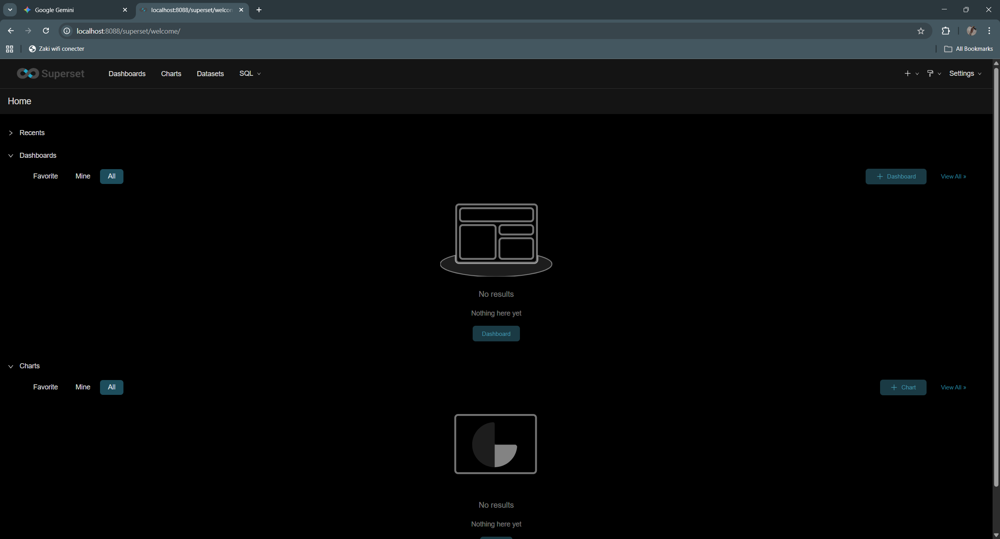 Google Gemini
localhost:8088/superset/welcon
localhost:8088/superset/welcome/
Zaki wifi conecter
All Bookmarks
Superset
Dashboards
Charts
Datasets
SQL
Settings
Home
Recents
Dashboards
Favorite
Mine
All
Dashboard
View All »
No results
Nothing here yet
Dashboard
Charts
Favorite
Mine
All
Chart
View All »
No results
Nothing here yet